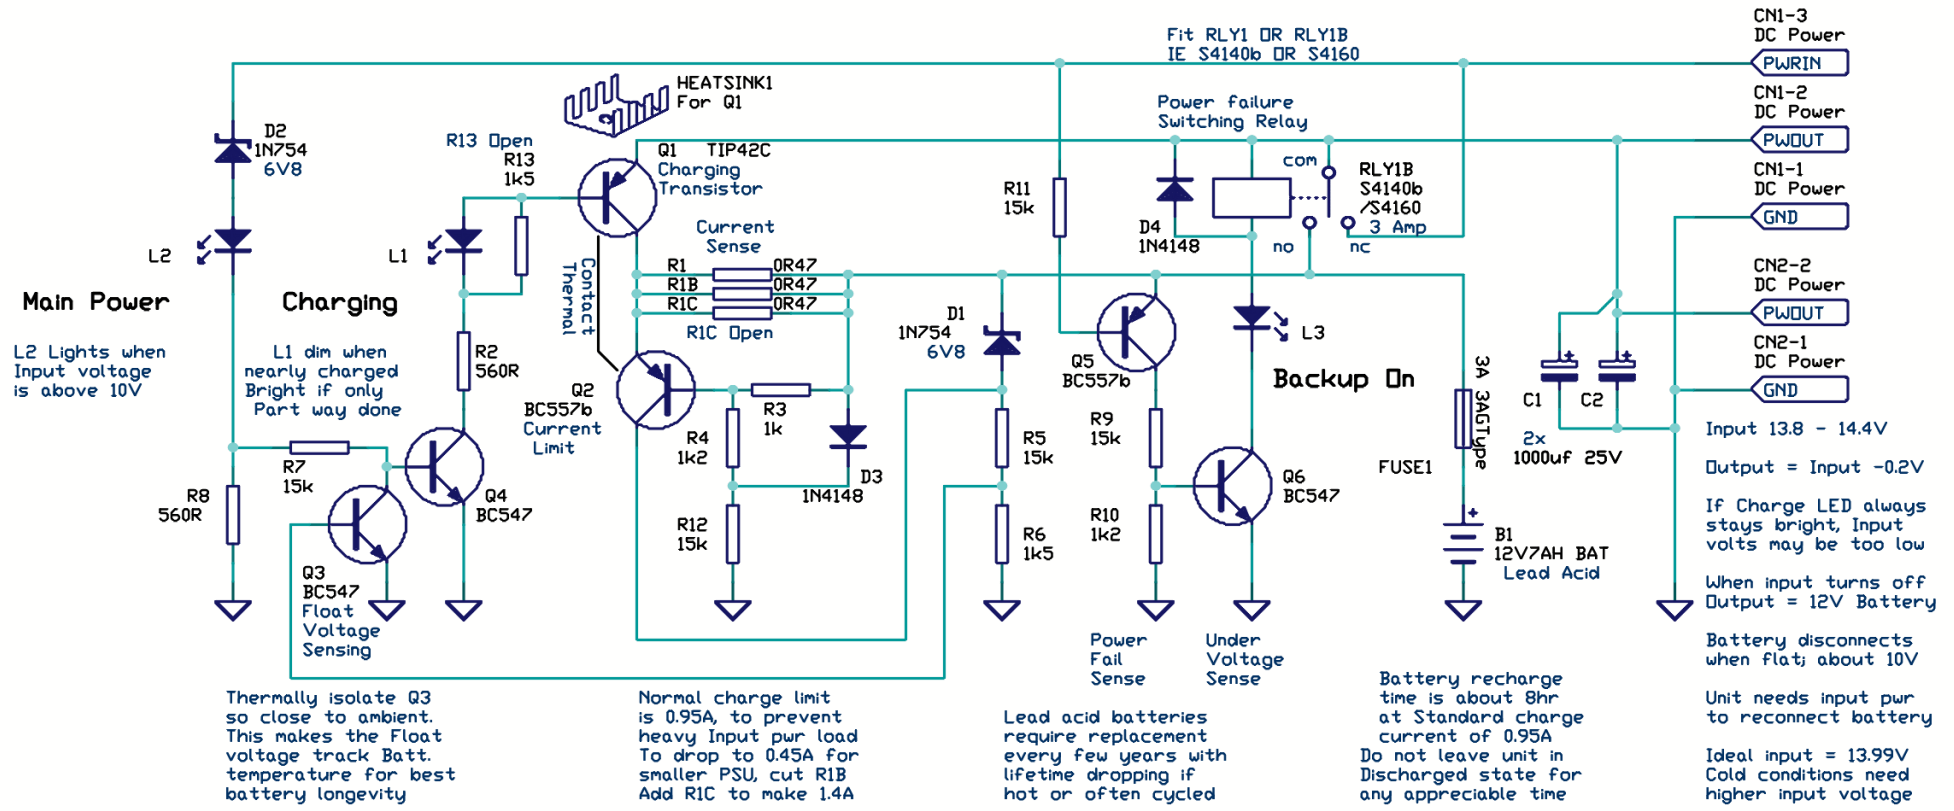 Fit RLY1 OR RLY1B
IE S4140b OR S4160
CN1-3
DC Power
PWRIN
HEATSINK1
For Q1
C
CN1-2
DC Power
PWOUT
Power failure
Switching Relay
D2
1N754
6V8
R13 Open
R13
1k5
Q1
TIP42C
Charging
Transistor
com
RLY1B
S4140b
/S4160
3 Amp
no
nc
CN1-1
DC Power
GND
R11
15k
D4
1N4148
L2
L1
Current
Sense
R1
0R47
R1B
0R47
R1C
0R47
R1C Open
Contact
Thermal
CN2-2
DC Power
PWOUT
Main Power
Charging
D1
1N754
6V8
L3
L2 Lights when
Input voltage
is above 10V
L1 dim when
nearly charged
Bright if only
Part way done
R2
560R
Q5
BC557b
Backup On
3A 3AGType
FUSE1
CN2-1
DC Power
GND
C1
C2
2x
1000uf 25V
Q2
BC557b
Current
Limit
R3
1k
R4
1k2
D3
1N4148
R5
15k
R9
15k
R7
15k
R8
560R
Q4
BC547
Q6
BC547
R12
15k
R6
1k5
R10
1k2
+
+
+
B1
12V7AH BAT
Lead Acid
Q3
BC547
Float
Voltage
Sensing
Power
Fail
Sense
Under
Voltage
Sense
Input 13.8 - 14.4V
Output = Input -0.2V
If Charge LED always
stays bright, Input
volts may be too low
When input turns off
Output = 12V Battery
Battery disconnects
when flat; about 10V
Unit needs input pwr
to reconnect battery
Ideal input = 13.99V
Cold conditions need
higher input voltage
Thermally isolate Q3
so close to ambient.
This makes the Float
voltage track Batt.
temperature for best
battery longevity
Normal charge limit
is 0.95A, to prevent
heavy Input pwr load
To drop to 0.45A for
smaller PSU, cut R1B
Add R1C to make 1.4A
Lead acid batteries
require replacement
every few years with
lifetime dropping if
hot or often cycled
Battery recharge
time is about 8hr
at Standard charge
current of 0.95A
Do not leave unit in
Discharged state for
any appreciable time